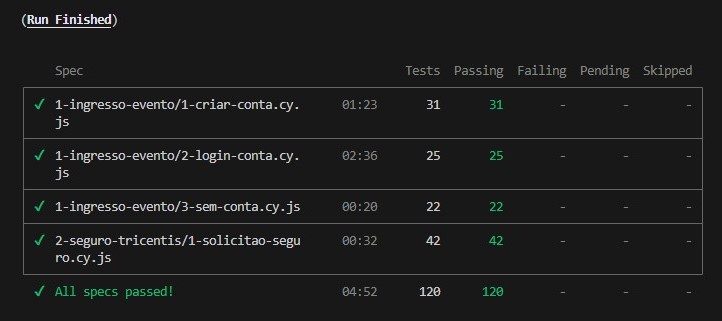 (Run Finished)
Spec Tests Passing Failing Pending Skipped
✓ 1-ingresso-evento/1-criar-conta.cy. 01:23 31 31 - - -
js
✓ 1-ingresso-evento/2-login-conta.cy. 02:36 25 25 - - -
js
✓ 1-ingresso-evento/3-sem-conta.cy.js 00:20 22 22 - - -
✓ 2-seguro-tricentis/1-solicitao-segu 00:32 42 42 - - -
ro.cy.js
✓ All specs passed! 04:52 120 120 - - -